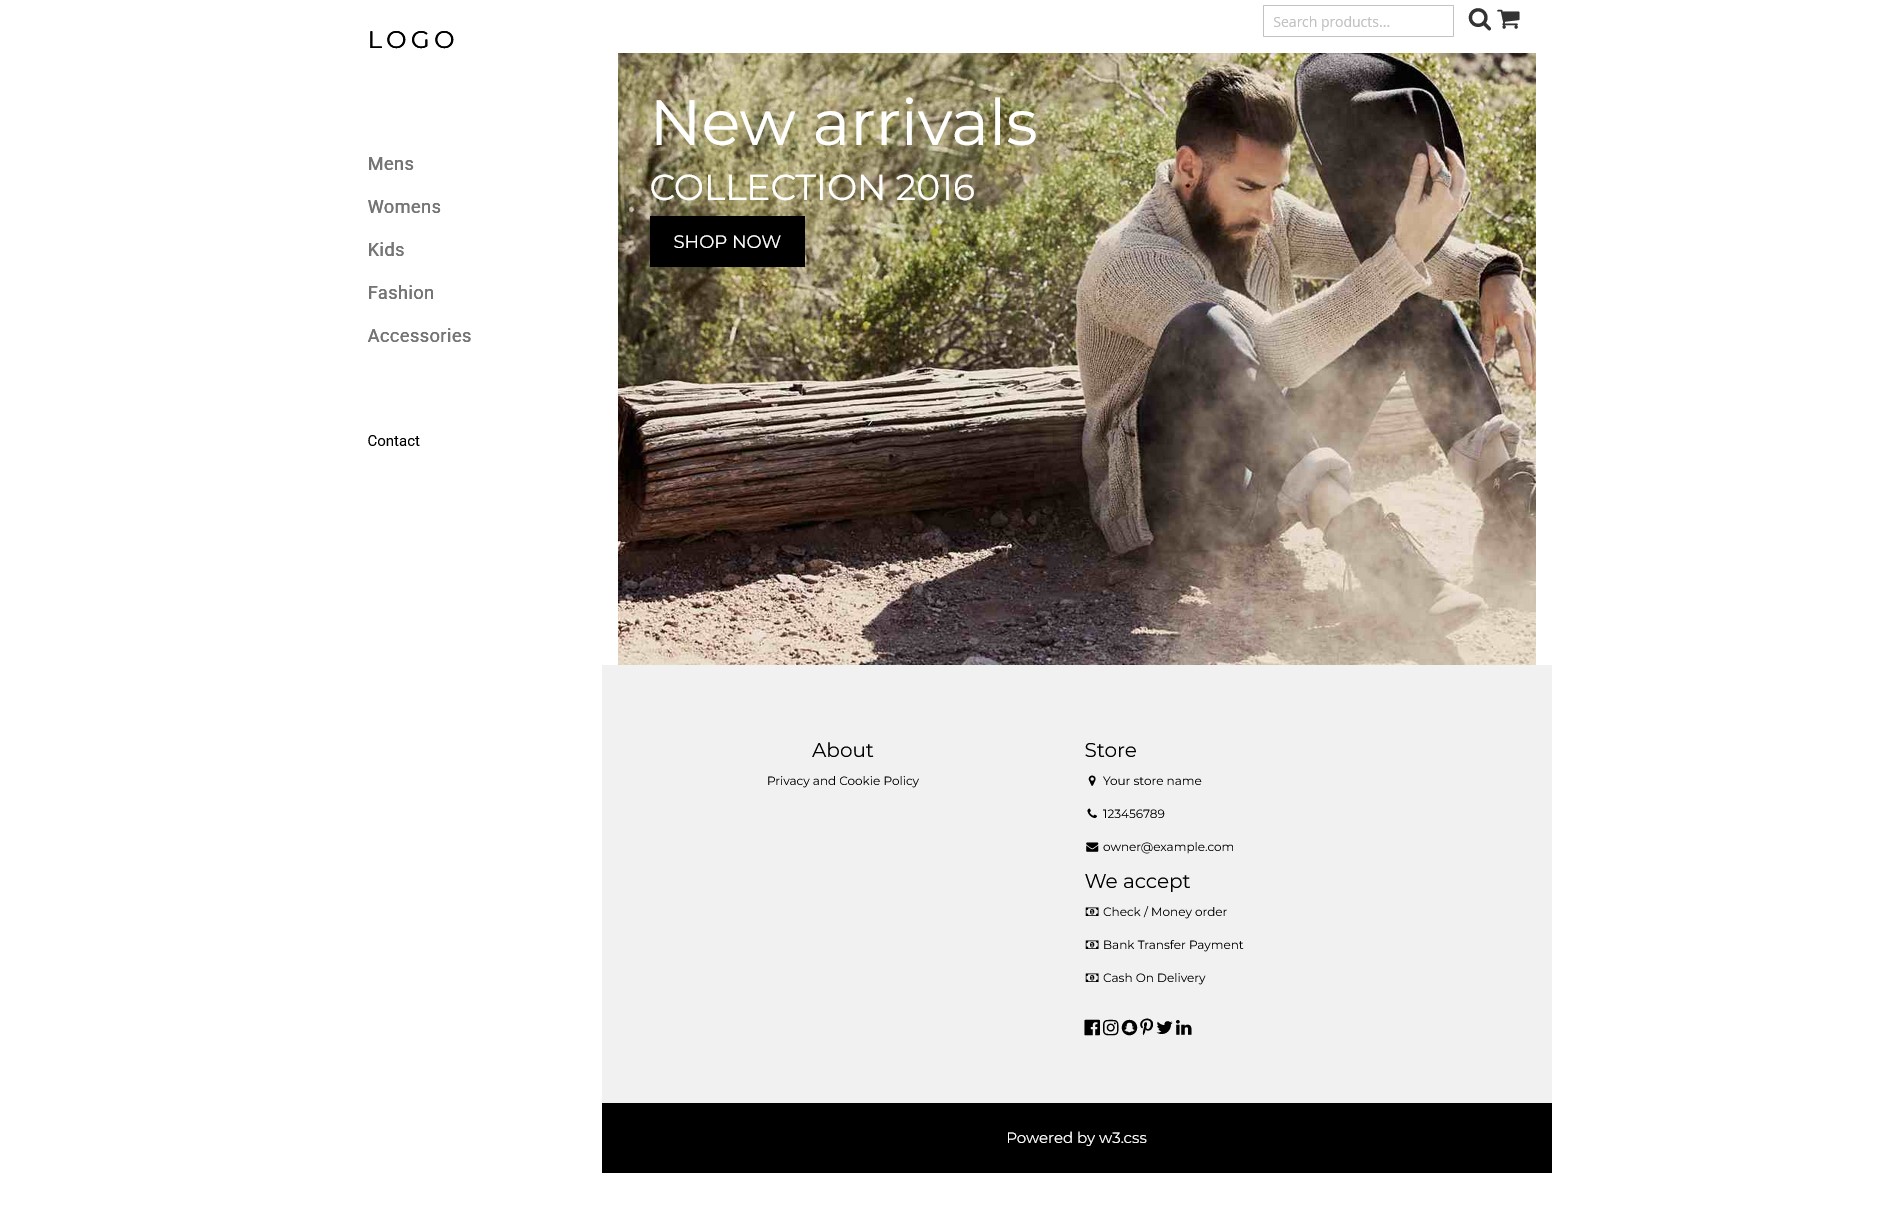 LOGO
Search products...
Mens
Womens
Kids
Fashion
Accessories
Contact
New arrivals
COLLECTION 2016
SHOP NOW
About
Privacy and Cookie Policy
Store
Your store name
123456789
owner@example.com
We accept
Check / Money order
Bank Transfer Payment
Cash On Delivery
Powered by w3.css